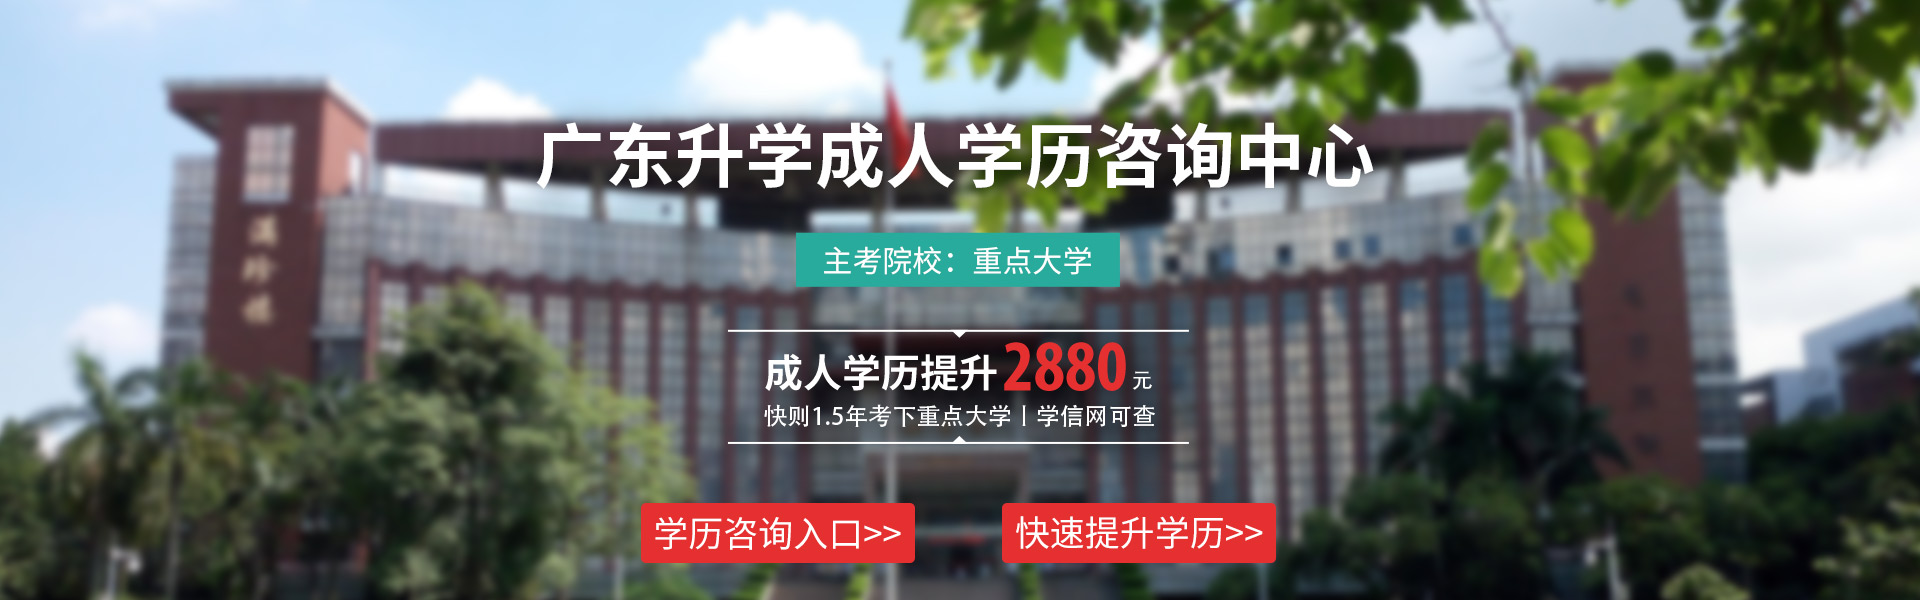 广东升学成人学历咨询中心
主考院校：重点大学
成人学历提升2880元
快则1.5年考下重点大学丨学信网可查
学历咨询入口>>
快速提升学历>>